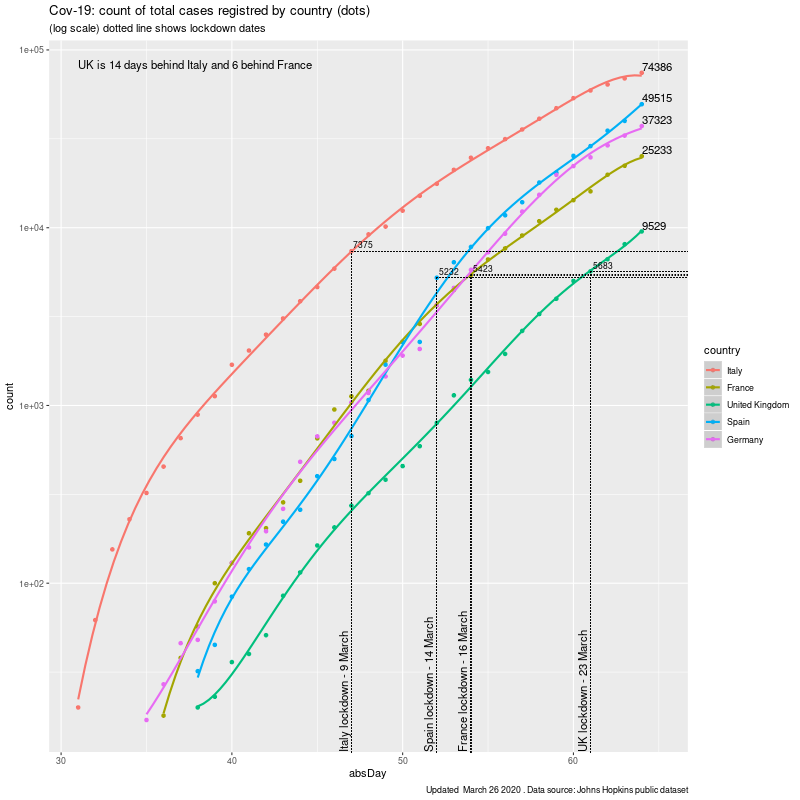 Cov-19: count of total cases registred by country (dots)
(log scale) dotted line shows lockdown dates
UK is 14 days behind Italy and 6 behind France
1e+05
1e+04
1e+03
1e+02
count
74386
49515
37323
25233
9529
7375
5232
5423
5683
Italy lockdown - 9 March
Spain lockdown - 14 March
France lockdown - 16 March
UK lockdown - 23 March
30
40
50
60
absDay
country
Italy
France
United Kingdom
Spain
Germany
Updated March 26 2020 . Data source: Johns Hopkins public dataset